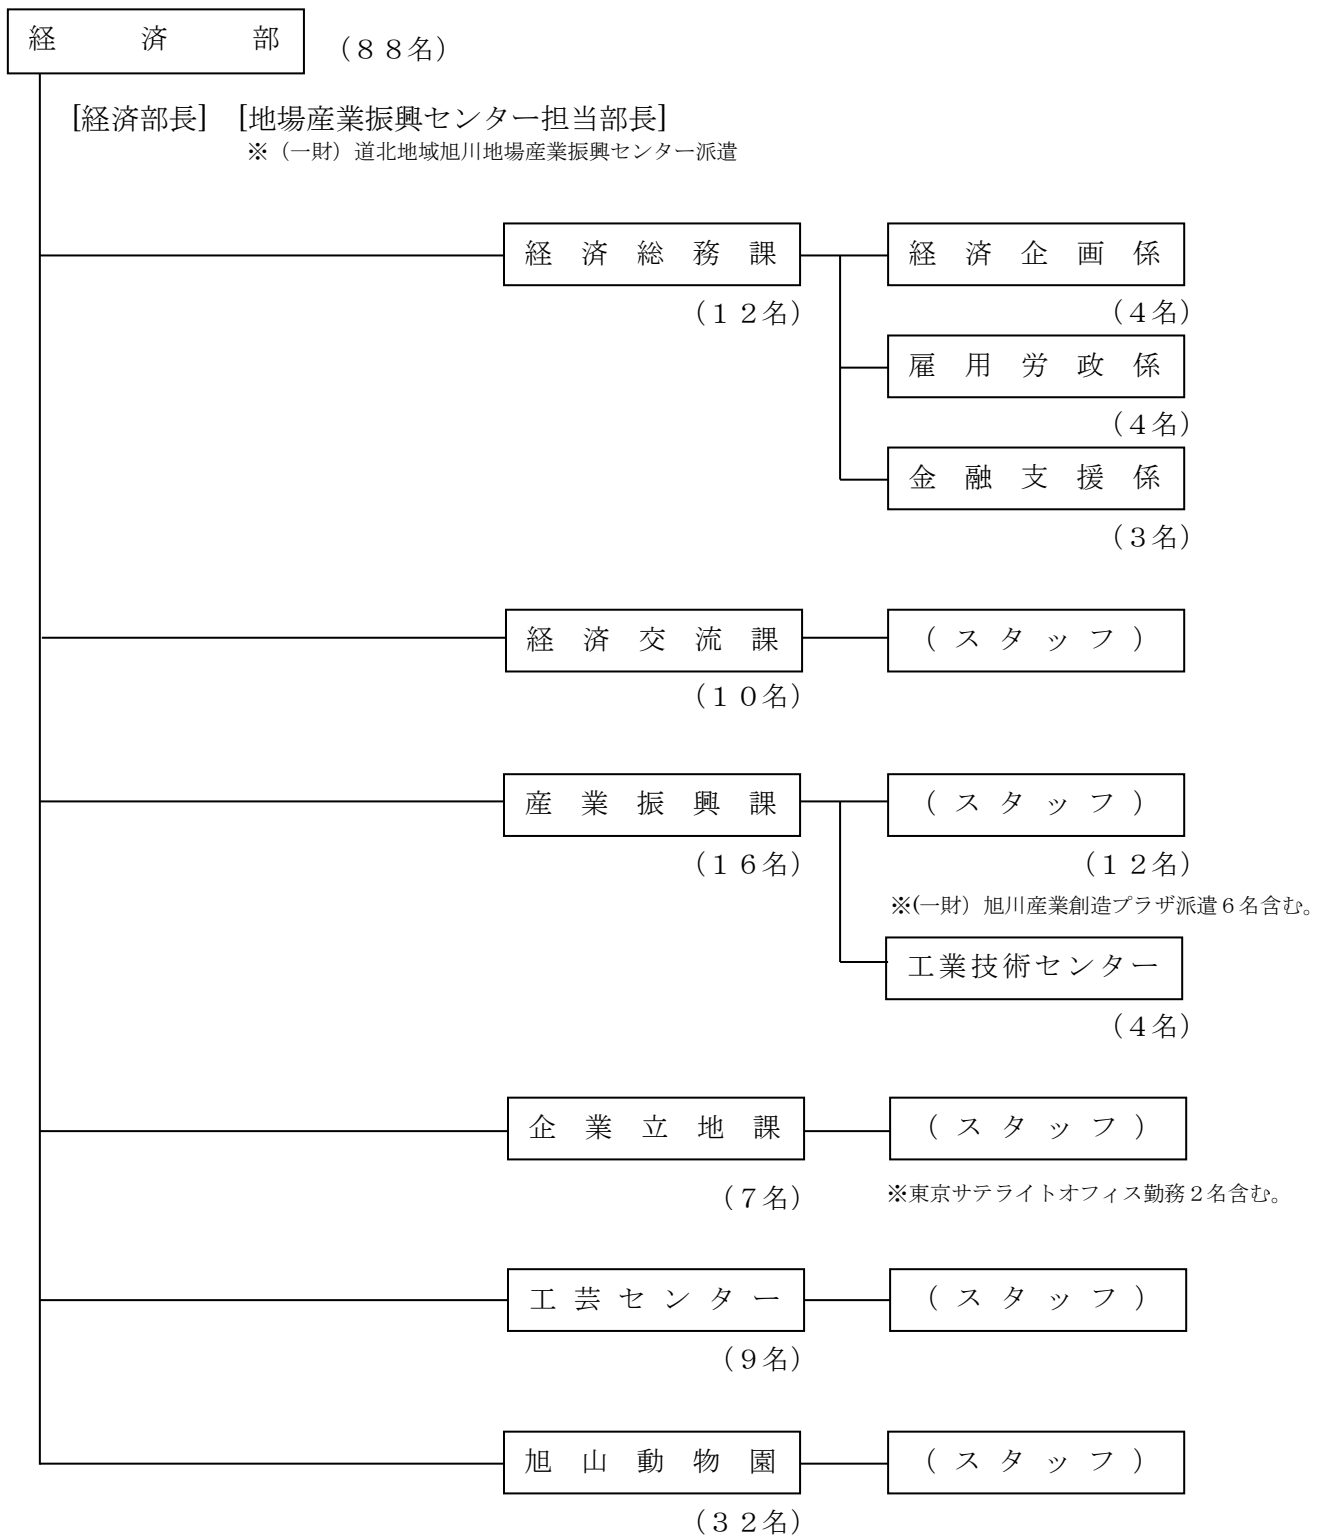 経済部 （８８名）
[経済部長] [地場産業振興センター担当部長]
※（一財）道北地域旭川地場産業振興センター派遣
経済総務課 経済企画係
（１２名） （４名）
雇用労政係
（４名）
金融支援係
（３名）
経済交流課 （スタッフ）
（１０名）
産業振興課 （スタッフ）
（１６名） （１２名）
※(一財）旭川産業創造プラザ派遣６名含む。
工業技術センター
（４名）
企業立地課 （スタッフ）
（７名） ※東京サテライトオフィス勤務２名含む。
工芸センター （スタッフ）
（９名）
旭山動物園 （スタッフ）
（３２名）